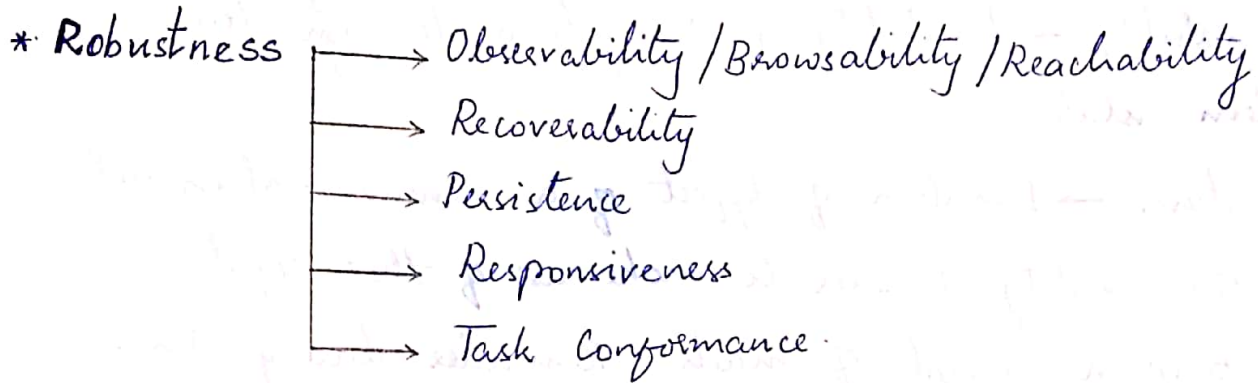 * Robustness → Observability / Browsability / Reachability
→ Recoverability
→ Persistence
→ Responsiveness
→ Task Conformance.